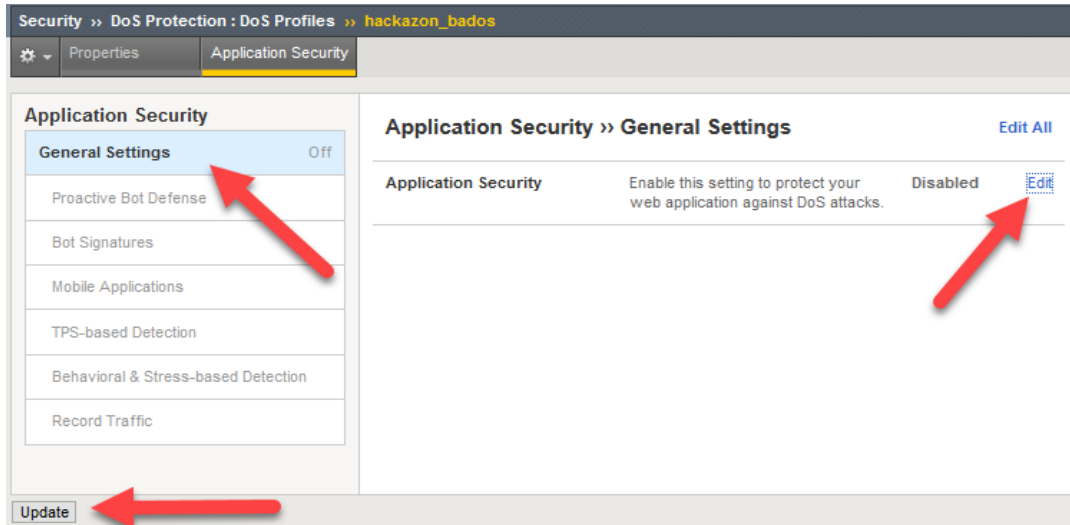 Security ›› DoS Protection : DoS Profiles ›› hackazon_bados
Properties
Application Security
Application Security
General Settings Off
Proactive Bot Defense
Bot Signatures
Mobile Applications
TPS-based Detection
Behavioral & Stress-based Detection
Record Traffic
Application Security ›› General Settings
Edit All
Application Security
Enable this setting to protect your
web application against DoS attacks.
Disabled
Edit
Update